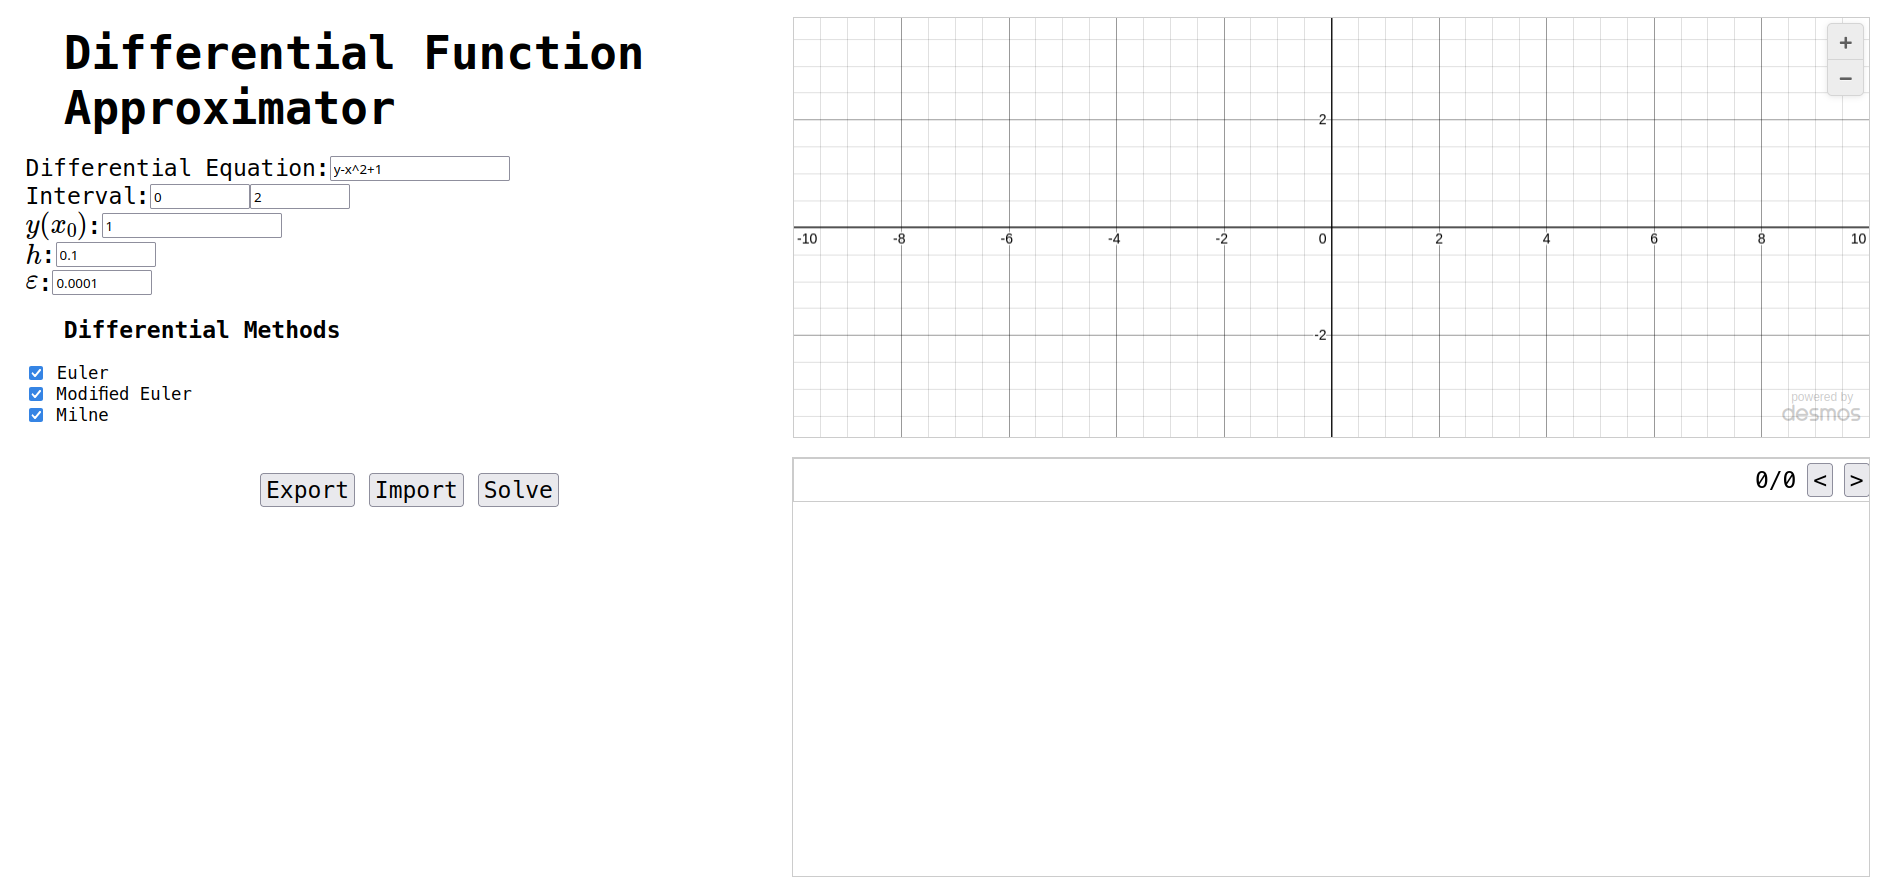 Differential Function
Approximator
Differential Equation: y-x^2+1
Interval: 0 2
y(x₀): 1
h: 0.1
ε: 0.0001
Differential Methods
Euler
Modified Euler
Milne
Export Import Solve
+
−
2
-10 -8 -6 -4 -2 0 2 4 6 8 10
-2
powered by
desmos
0/0 < >